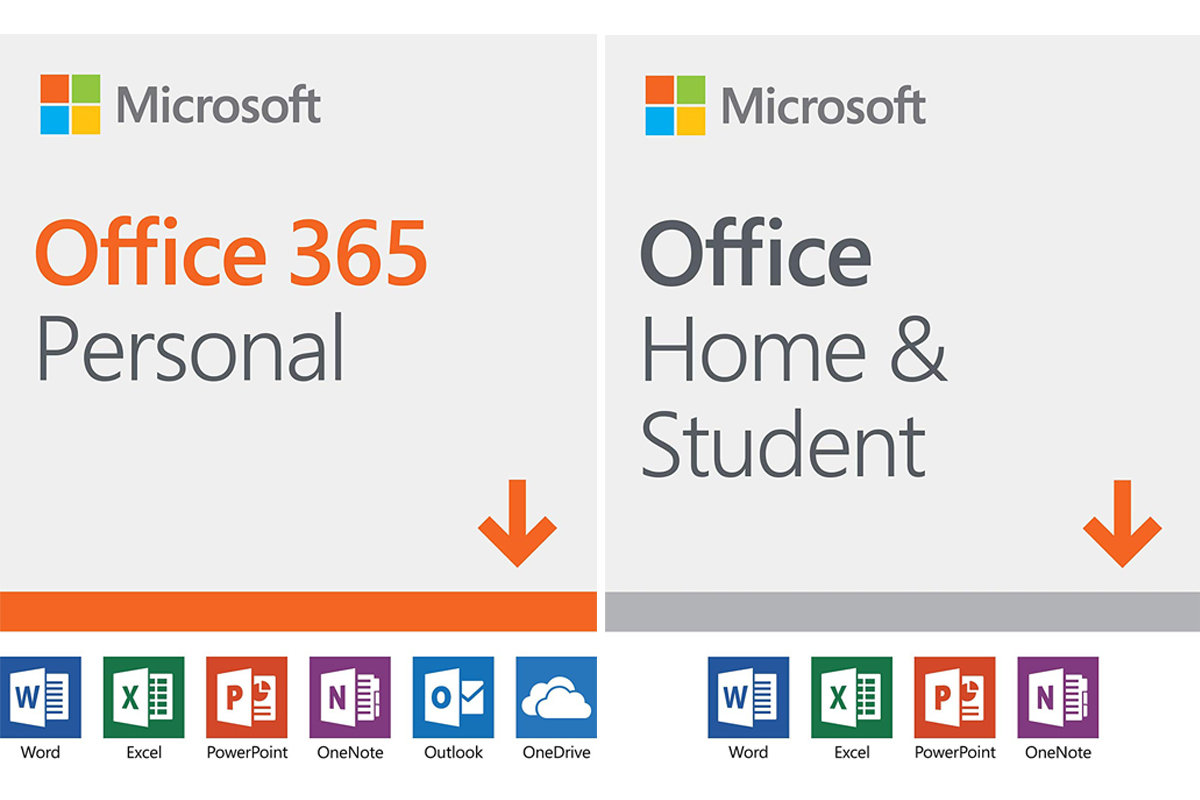 Microsoft
Office 365
Personal
W
X
P
N
O
Word
Excel
PowerPoint
OneNote
Outlook
OneDrive
Microsoft
Office
Home &
Student
W
X
P
N
Word
Excel
PowerPoint
OneNote